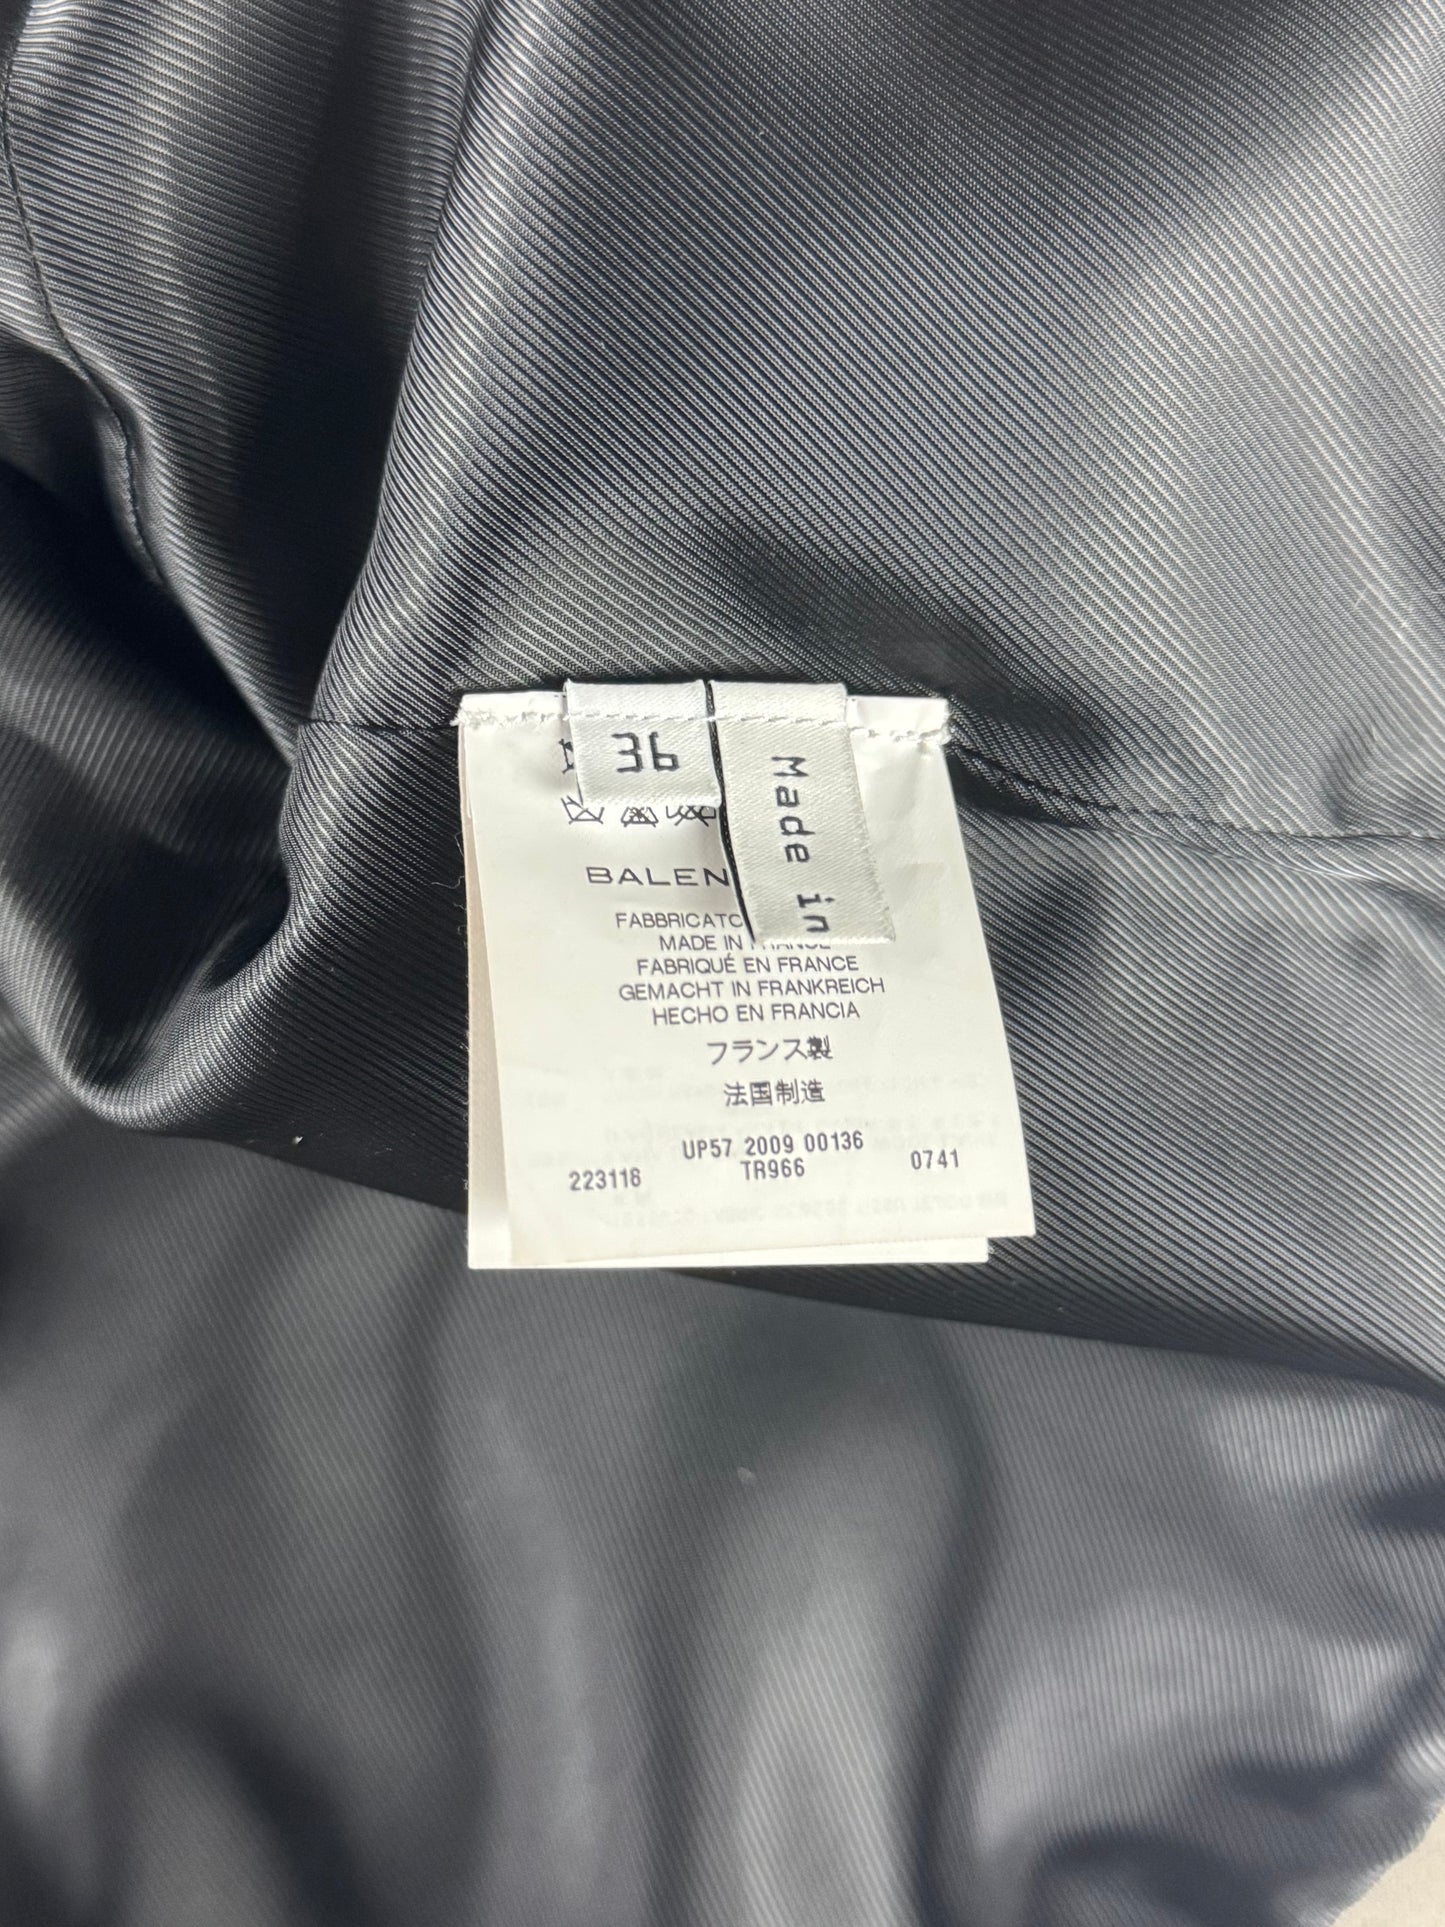 36
Made in
BALEN
FABBRICATO
MADE IN FRANCE
FABRIQUÉ EN FRANCE
GEMACHT IN FRANKREICH
HECHO EN FRANCIA
フランス製
法国制造
UP57 2009 00136
223118 TR966 0741